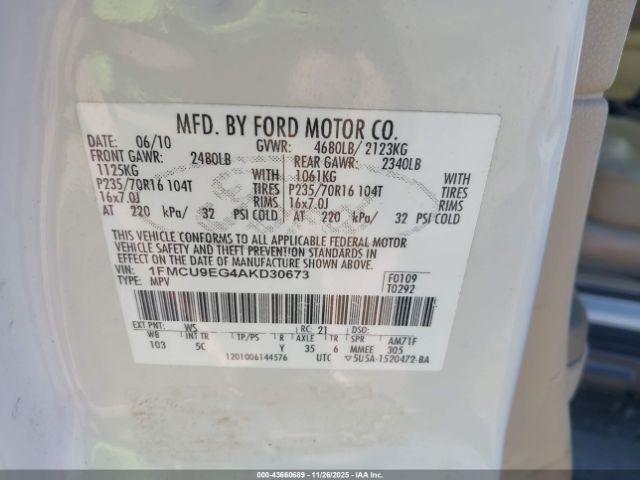 MFD. BY FORD MOTOR CO.
DATE: 06/10 GVWR: 4680LB/ 2123KG
FRONT GAWR: 2480LB REAR GAWR: 2340LB
1125KG WITH 1061KG WITH
P235/70R16 104T TIRES P235/70R16 104T TIRES
16x7.0J RIMS 16x7.0J RIMS
AT 220 kPa/ 32 PSI COLD AT 220 kPa/ 32 PSI COLD
THIS VEHICLE CONFORMS TO ALL APPLICABLE FEDERAL MOTOR
VEHICLE SAFETY AND THEFT PREVENTION STANDARDS IN
EFFECT ON THE DATE OF MANUFACTURE SHOWN ABOVE.
VIN: 1FMCU9EG4AKD30673 F0109
TYPE: MPV T0292
EXT PNT: WS RC: 21 DSO:
WB INT TR TP/PS R AXLE TR SPR AM71F
103 5C Y 35 6 MMEE 305
1201006144576 UTC ▽5U5A-1520472-BA
000-43660689 | 11/26/2025 - IAAI.com